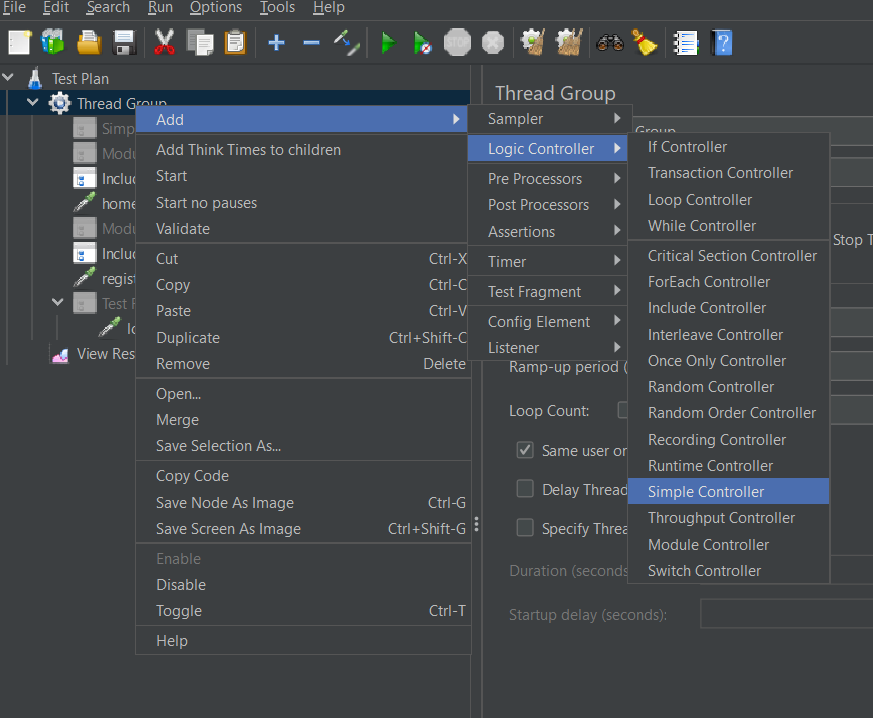 File Edit Search Run Options Tools Help
STOP
Test Plan
Thread Group
Simp
Modu
Includ
home
Modu
Includ
regist
Test F
View Res
Add
Add Think Times to children
Start
Start no pauses
Validate
Cut Ctrl-X
Copy Ctrl-C
Paste Ctrl-V
Duplicate Ctrl+Shift-C
Remove Delete
Open...
Merge
Save Selection As...
Copy Code
Save Node As Image Ctrl-G
Save Screen As Image Ctrl+Shift-G
Enable
Disable
Toggle Ctrl-T
Help
Thread Group
Sampler
Logic Controller
Pre Processors
Post Processors
Assertions
Timer
Test Fragment
Config Element
Listener
Group
If Controller
Transaction Controller
Loop Controller
While Controller
Critical Section Controller
ForEach Controller
Include Controller
Interleave Controller
Once Only Controller
Random Controller
Random Order Controller
Recording Controller
Runtime Controller
Simple Controller
Throughput Controller
Module Controller
Switch Controller
Stop T
Ramp-up period (
Loop Count:
Same user or
Delay Thread
Specify Threa
Duration (seconds
Startup delay (seconds):